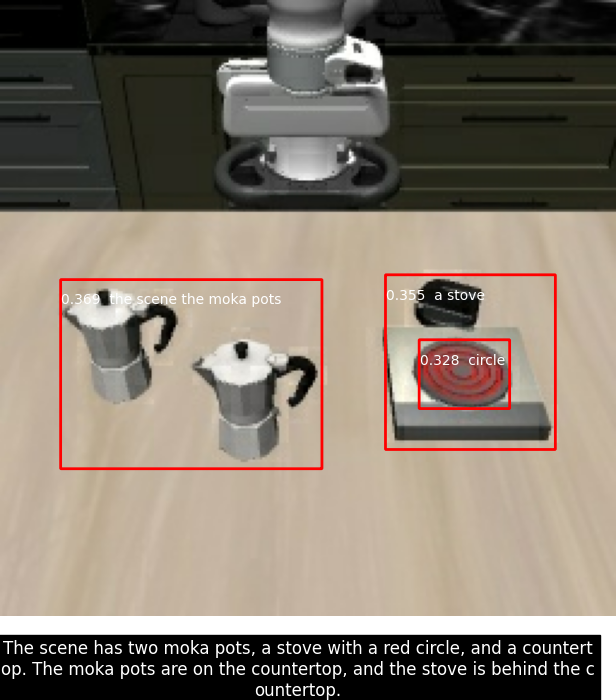 0.369 the scene the moka pots
0.355 a stove
0.328 circle
The scene has two moka pots, a stove with a red circle, and a countert
op. The moka pots are on the countertop, and the stove is behind the c
ountertop.